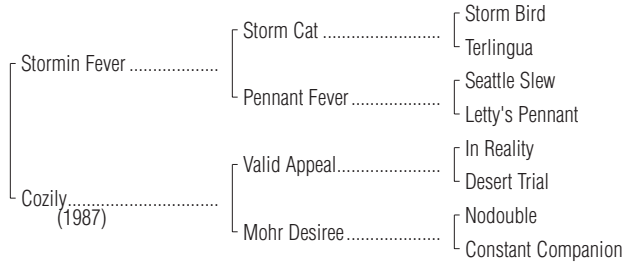 Storm Bird
Storm Cat ......................
Terlingua
Stormin Fever ..................
Seattle Slew
Pennant Fever .................
Letty's Pennant
In Reality
Valid Appeal...................
Desert Trial
Cozily..............................
(1987)
Nodouble
Mohr Desiree .................
Constant Companion